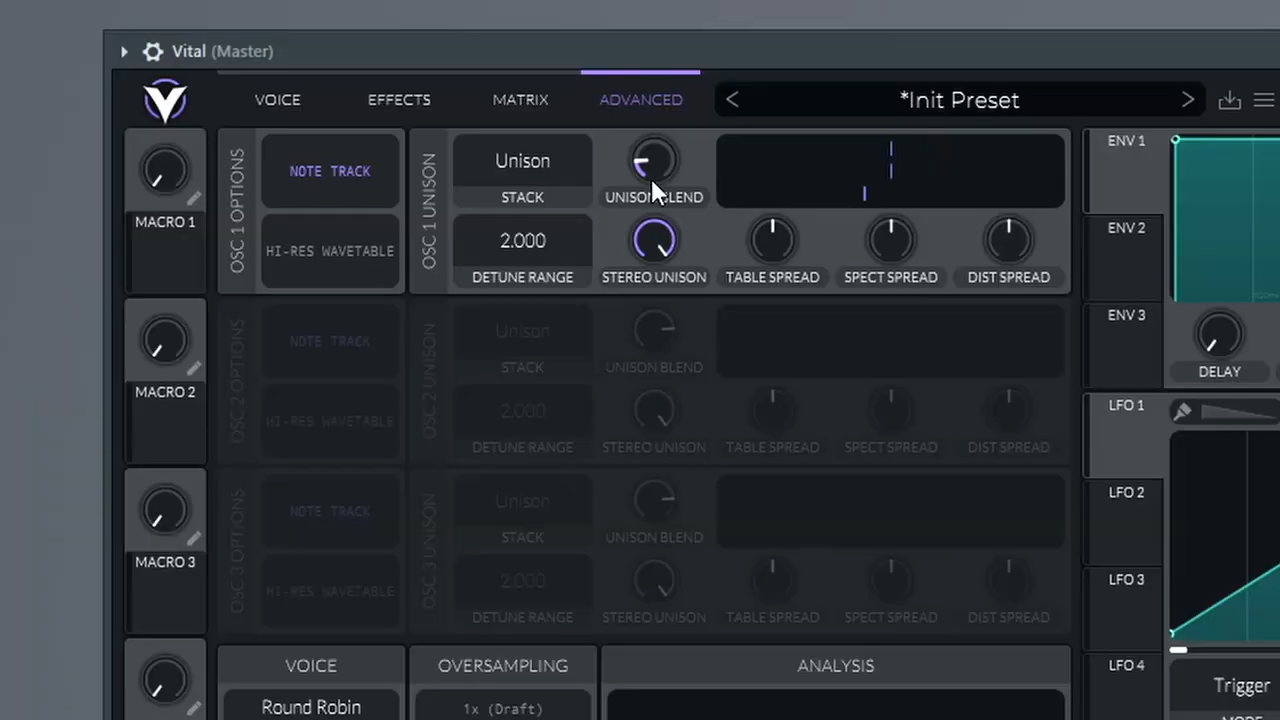 Vital (Master)
VOICE
EFFECTS
MATRIX
ADVANCED
*Init Preset
MACRO 1
OSC 1 OPTIONS
NOTE TRACK
HI-RES WAVETABLE
OSC 1 UNISON
Unison
STACK
UNISON BLEND
2.000
DETUNE RANGE
STEREO UNISON
TABLE SPREAD
SPECT SPREAD
DIST SPREAD
ENV 1
ENV 2
ENV 3
DELAY
MACRO 2
OSC 2 OPTIONS
NOTE TRACK
HI-RES WAVETABLE
OSC 2 UNISON
Unison
STACK
UNISON BLEND
2.000
DETUNE RANGE
STEREO UNISON
TABLE SPREAD
SPECT SPREAD
DIST SPREAD
LFO 1
LFO 2
MACRO 3
OSC 3 OPTIONS
NOTE TRACK
HI-RES WAVETABLE
OSC 3 UNISON
Unison
STACK
UNISON BLEND
2.000
DETUNE RANGE
STEREO UNISON
TABLE SPREAD
SPECT SPREAD
DIST SPREAD
LFO 3
LFO 4
VOICE
OVERSAMPLING
ANALYSIS
Round Robin
1x (Draft)
Trigger
MODE